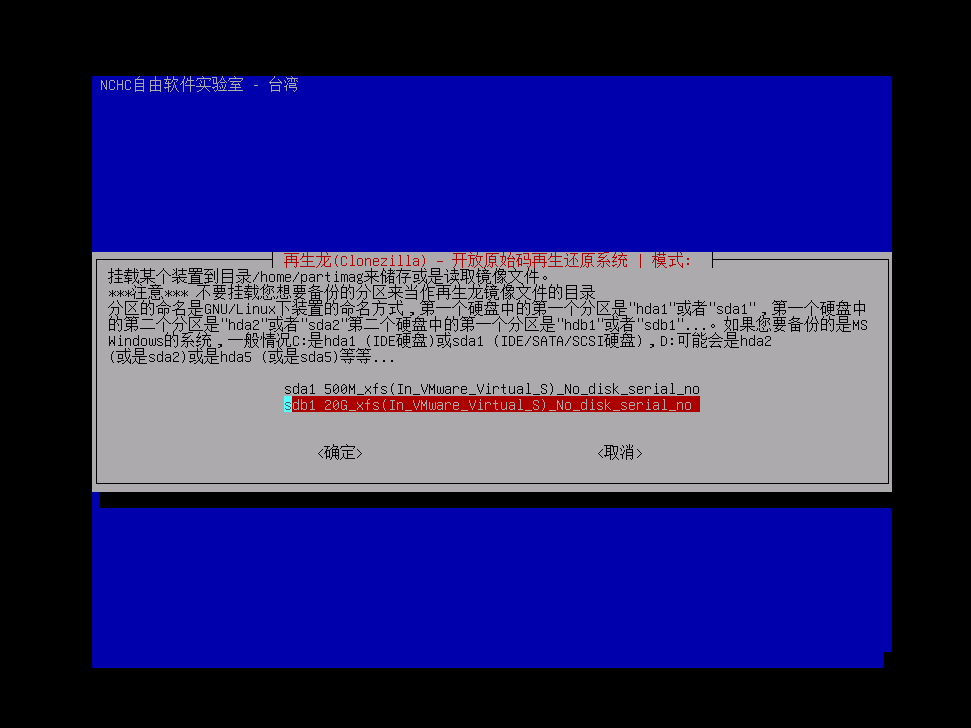 NCHC自由软件实验室 - 台湾
再生龙(Clonezilla) - 开放原始码再生还原系统 | 模式:
挂载某个装置到目录/home/partimag来储存或是读取镜像文件。
***注意*** 不要挂载您想要备份的分区来当作再生龙镜像文件的目录
分区的命名是GNU/Linux下装置的命名方式，第一个硬盘中的第一个分区是"hda1"或者"sda1"，第一个硬盘中
的第二个分区是"hda2"或者"sda2"第二个硬盘中的第一个分区是"hdb1"或者"sdb1"...。如果您要备份的是MS
Windows的系统，一般情况C:是hda1 (IDE硬盘)或sda1 (IDE/SATA/SCSI硬盘)，D:可能会是hda2
(或是sda2)或是hda5 (或是sda5)等等...
sda1 500M_xfs(In_VMware_Virtual_S)_No_disk_serial_no
sdb1 20G_xfs(In_VMware_Virtual_S)_No_disk_serial_no
<确定> <取消>